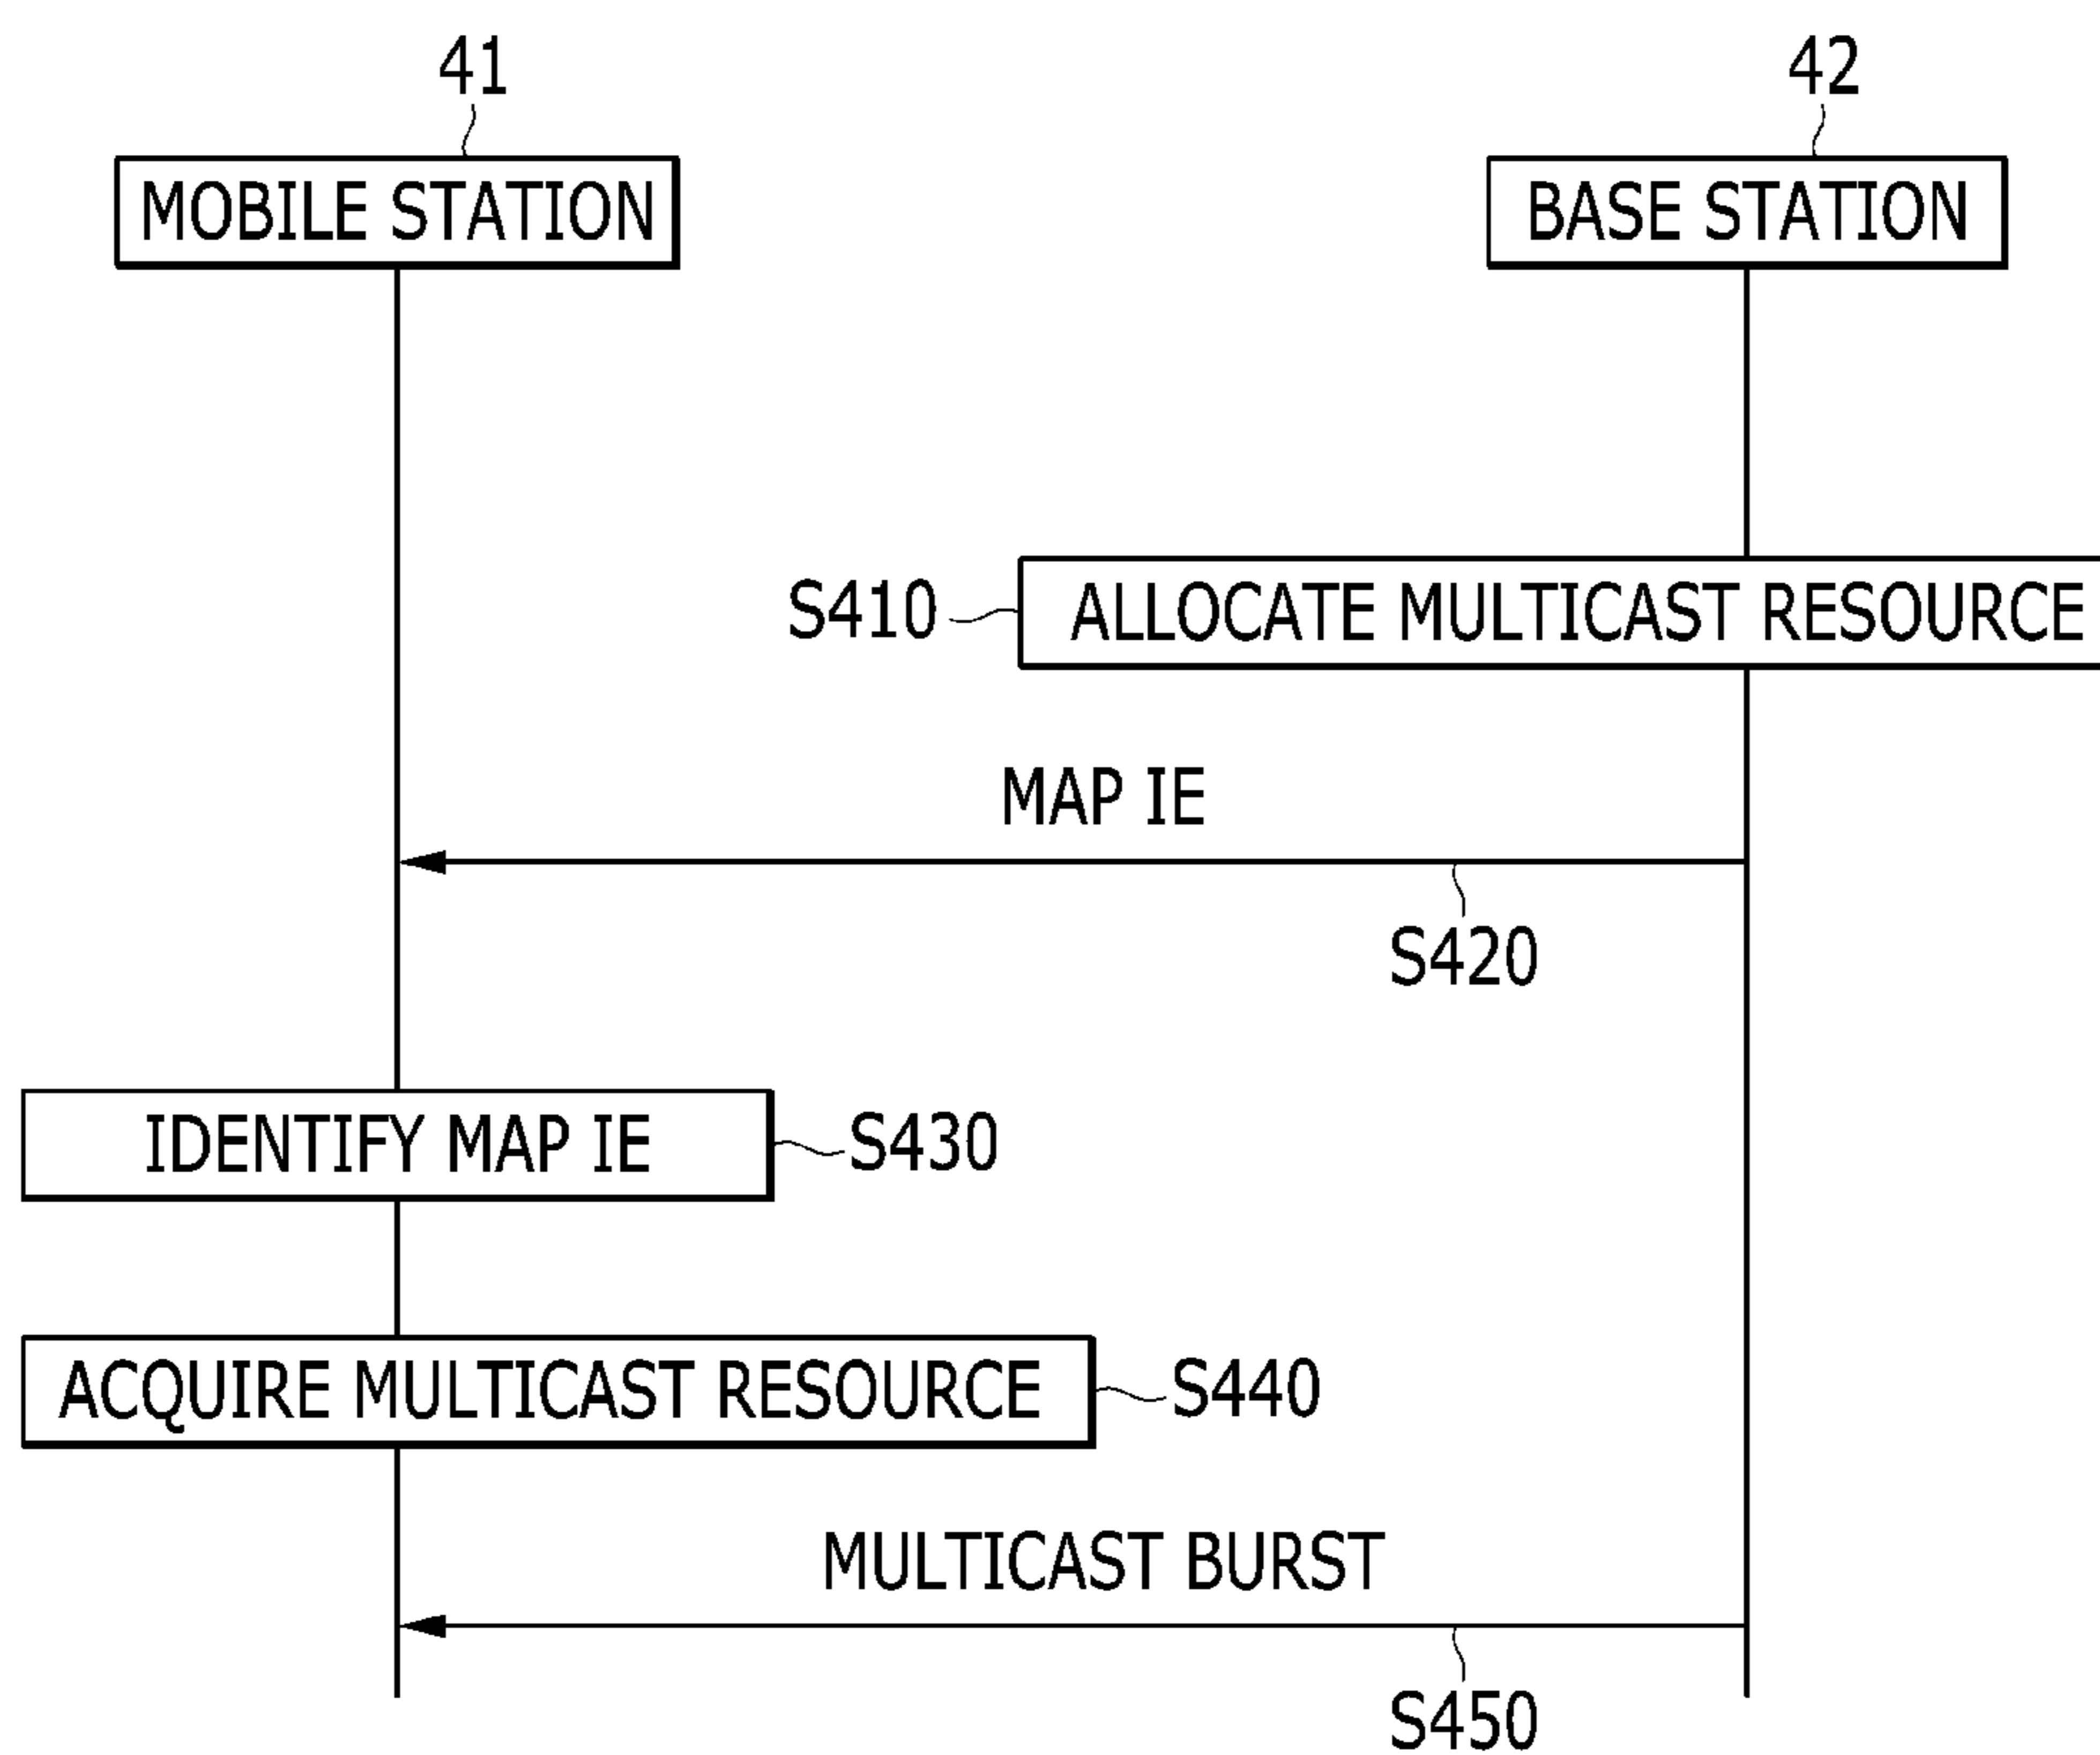 41
42
MOBILE STATION
BASE STATION
S410
ALLOCATE MULTICAST RESOURCE
MAP IE
S420
IDENTIFY MAP IE
S430
ACQUIRE MULTICAST RESOURCE
S440
MULTICAST BURST
S450